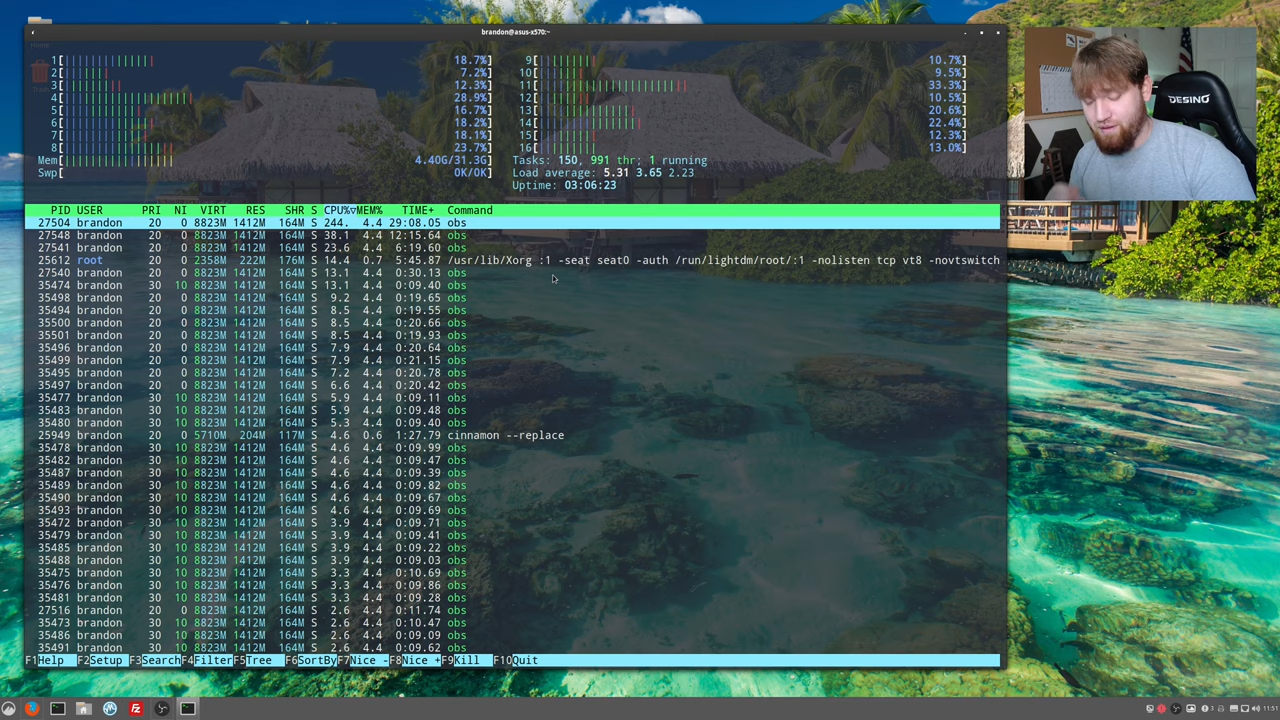 brandon@asus-x570:~
1[ 18.7%] 9[ 10.7%]
2[ 7.2%] 10[ 9.5%]
3[ 12.3%] 11[ 33.3%]
4[ 28.9%] 12[ 10.5%]
5[ 16.7%] 13[ 20.6%]
6[ 18.2%] 14[ 22.4%]
7[ 18.1%] 15[ 12.3%]
8[ 23.7%] 16[ 13.0%]
Mem[ 4.40G/31.3G] Tasks: 150, 991 thr; 1 running
Swp[ 0K/0K] Load average: 5.31 3.65 2.23
Uptime: 03:06:23
DESINO
PID USER PRI NI VIRT RES SHR S CPU%▽MEM% TIME+ Command
27504 brandon 20 0 8823M 1412M 164M S 244. 4.4 29:08.05 obs
27548 brandon 20 0 8823M 1412M 164M S 38.1 4.4 12:15.64 obs
27541 brandon 20 0 8823M 1412M 164M S 23.6 4.4 6:19.60 obs
25612 root 20 0 2358M 222M 176M S 14.4 0.7 5:45.87 /usr/lib/Xorg :1 -seat seat0 -auth /run/lightdm/root/:1 -nolisten tcp vt8 -novtswitch
27540 brandon 20 0 8823M 1412M 164M S 13.1 4.4 0:30.13 obs
35474 brandon 30 10 8823M 1412M 164M S 13.1 4.4 0:09.40 obs
35498 brandon 20 0 8823M 1412M 164M S 9.2 4.4 0:19.65 obs
35494 brandon 20 0 8823M 1412M 164M S 8.5 4.4 0:19.55 obs
35500 brandon 20 0 8823M 1412M 164M S 8.5 4.4 0:20.66 obs
35501 brandon 20 0 8823M 1412M 164M S 8.5 4.4 0:19.93 obs
35496 brandon 20 0 8823M 1412M 164M S 7.9 4.4 0:20.64 obs
35499 brandon 20 0 8823M 1412M 164M S 7.9 4.4 0:21.15 obs
35495 brandon 20 0 8823M 1412M 164M S 7.2 4.4 0:20.78 obs
35497 brandon 20 0 8823M 1412M 164M S 6.6 4.4 0:20.42 obs
35477 brandon 30 10 8823M 1412M 164M S 5.9 4.4 0:09.11 obs
35483 brandon 30 10 8823M 1412M 164M S 5.9 4.4 0:09.48 obs
35480 brandon 30 10 8823M 1412M 164M S 5.3 4.4 0:09.40 obs
25949 brandon 20 0 5710M 204M 117M S 4.6 0.6 1:27.79 cinnamon --replace
35478 brandon 30 10 8823M 1412M 164M S 4.6 4.4 0:09.99 obs
35482 brandon 30 10 8823M 1412M 164M S 4.6 4.4 0:09.47 obs
35487 brandon 30 10 8823M 1412M 164M S 4.6 4.4 0:09.39 obs
35489 brandon 30 10 8823M 1412M 164M S 4.6 4.4 0:09.82 obs
35490 brandon 30 10 8823M 1412M 164M S 4.6 4.4 0:09.67 obs
35493 brandon 30 10 8823M 1412M 164M S 4.6 4.4 0:09.69 obs
35472 brandon 30 10 8823M 1412M 164M S 3.9 4.4 0:09.71 obs
35479 brandon 30 10 8823M 1412M 164M S 3.9 4.4 0:09.41 obs
35485 brandon 30 10 8823M 1412M 164M S 3.9 4.4 0:09.22 obs
35488 brandon 30 10 8823M 1412M 164M S 3.9 4.4 0:09.03 obs
35475 brandon 30 10 8823M 1412M 164M S 3.3 4.4 0:10.69 obs
35476 brandon 30 10 8823M 1412M 164M S 3.3 4.4 0:09.86 obs
35481 brandon 30 10 8823M 1412M 164M S 3.3 4.4 0:09.28 obs
27516 brandon 20 0 8823M 1412M 164M S 2.6 4.4 0:11.74 obs
35473 brandon 30 10 8823M 1412M 164M S 2.6 4.4 0:10.47 obs
35486 brandon 30 10 8823M 1412M 164M S 2.6 4.4 0:09.09 obs
35491 brandon 30 10 8823M 1412M 164M S 2.6 4.4 0:09.62 obs
F1Help F2Setup F3SearchF4FilterF5Tree F6SortByF7Nice -F8Nice +F9Kill F10Quit
3 11:51